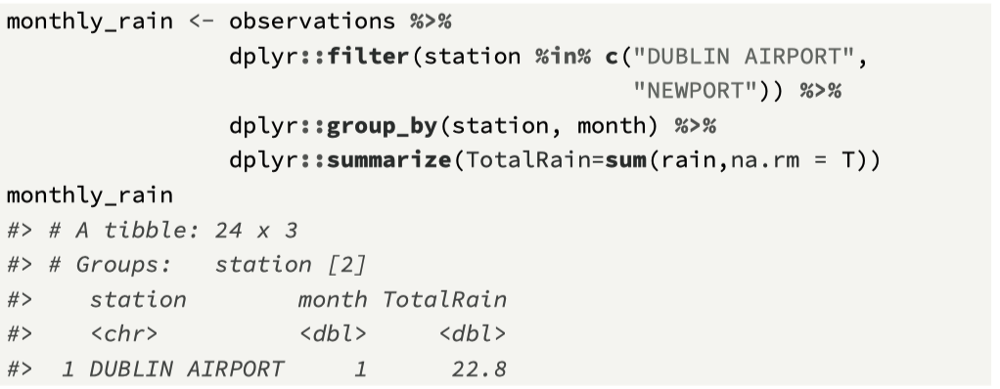 monthly_rain <- observations %>%
                dplyr::filter(station %in% c("DUBLIN AIRPORT",
                                             "NEWPORT")) %>%
                dplyr::group_by(station, month) %>%
                dplyr::summarize(TotalRain=sum(rain,na.rm = T))
monthly_rain
#> # A tibble: 24 x 3
#> # Groups:   station [2]
#>    station        month TotalRain
#>    <chr>          <dbl>     <dbl>
#>  1 DUBLIN AIRPORT     1      22.8